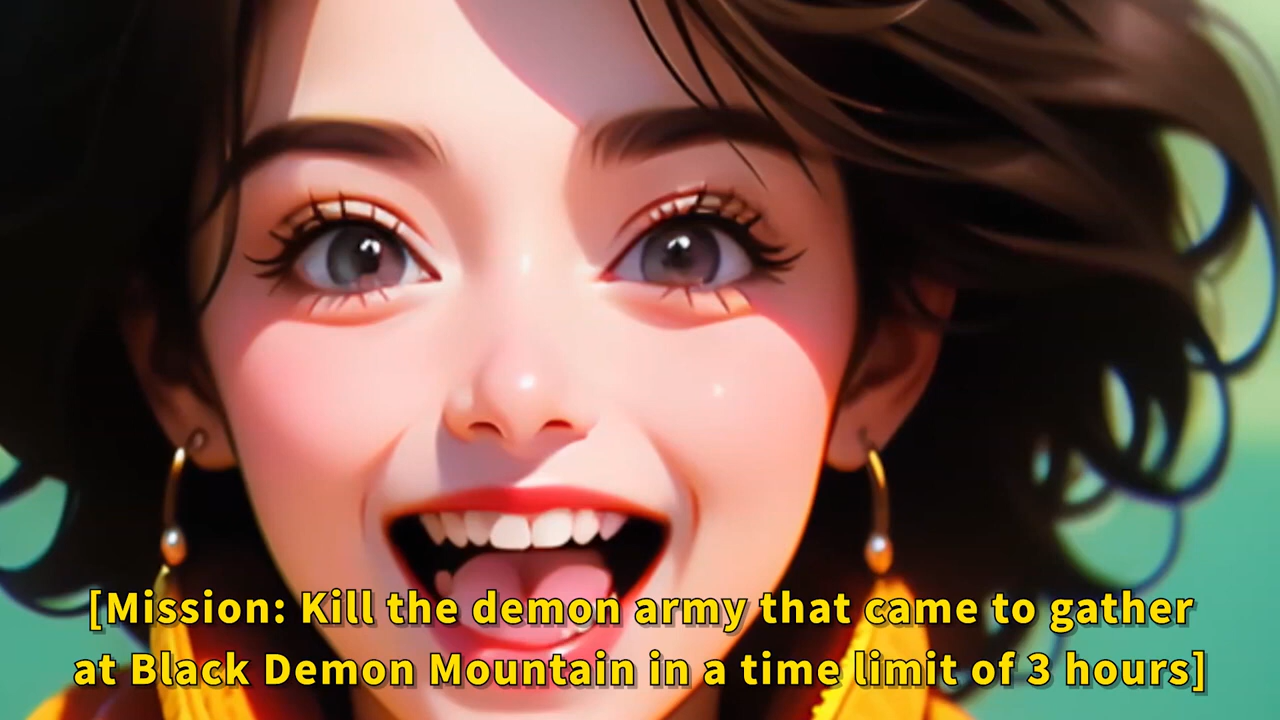 [Mission: Kill the demon army that came to gather
at Black Demon Mountain in a time limit of 3 hours]